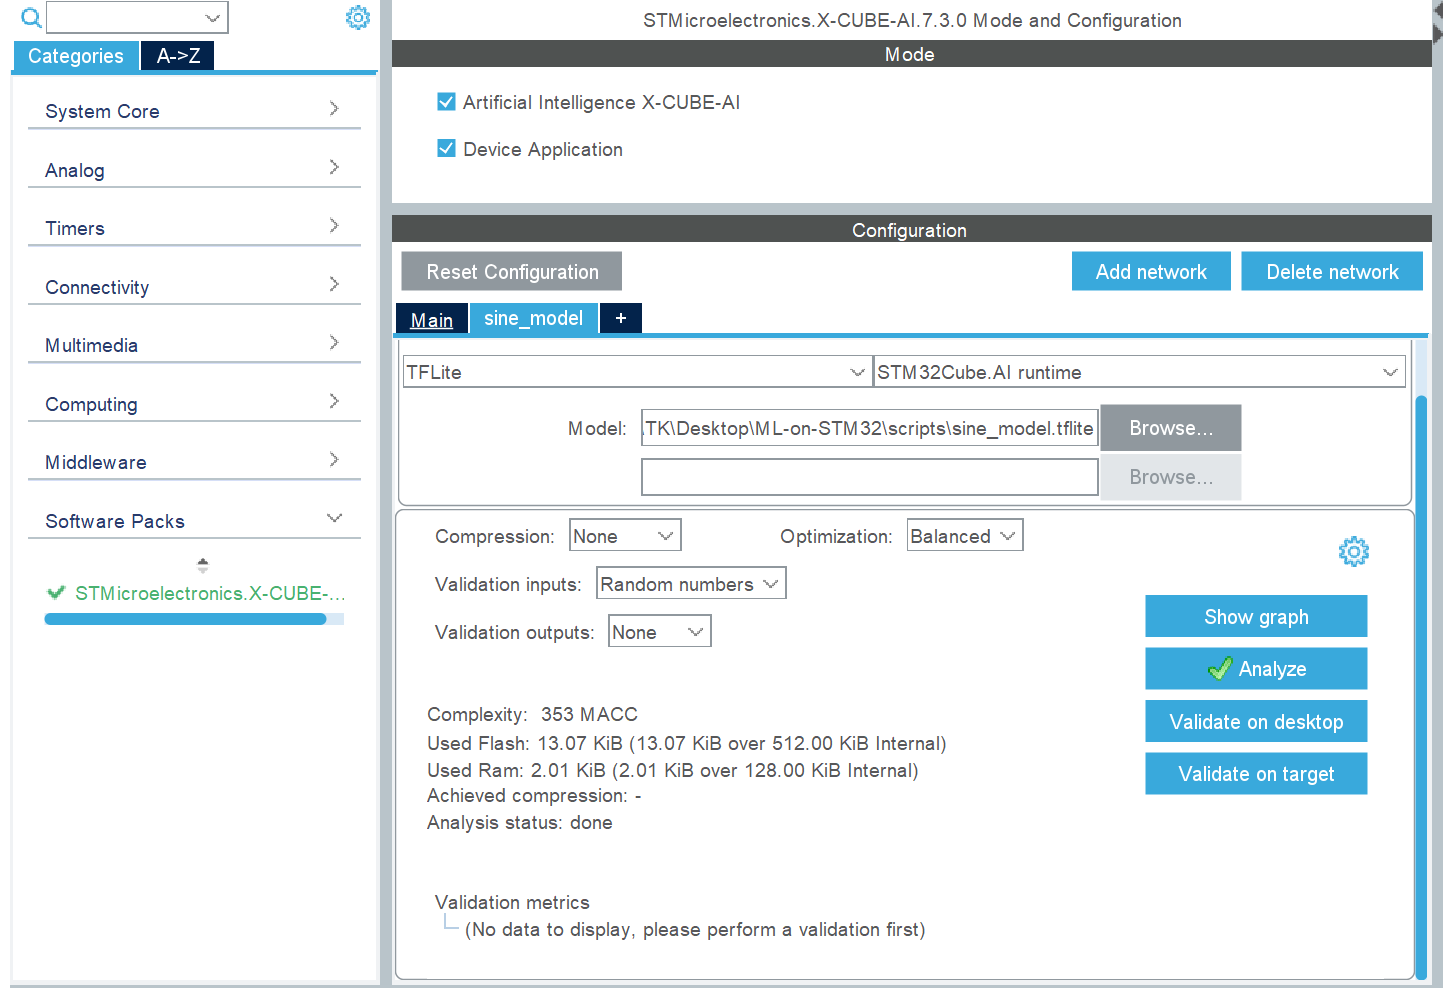 Categories
A->Z
System Core
Analog
Timers
Connectivity
Multimedia
Computing
Middleware
Software Packs
STMicroelectronics.X-CUBE-...
STMicroelectronics.X-CUBE-AI.7.3.0 Mode and Configuration
Mode
Artificial Intelligence X-CUBE-AI
Device Application
Configuration
Reset Configuration
Add network
Delete network
Main
sine_model
+
TFLite
STM32Cube.AI runtime
Model:
\TK\Desktop\ML-on-STM32\scripts\sine_model.tflite
Browse...
Browse...
Compression: None
Optimization: Balanced
Validation inputs: Random numbers
Validation outputs: None
Show graph
Analyze
Validate on desktop
Validate on target
Complexity: 353 MACC
Used Flash: 13.07 KiB (13.07 KiB over 512.00 KiB Internal)
Used Ram: 2.01 KiB (2.01 KiB over 128.00 KiB Internal)
Achieved compression: -
Analysis status: done
Validation metrics
(No data to display, please perform a validation first)